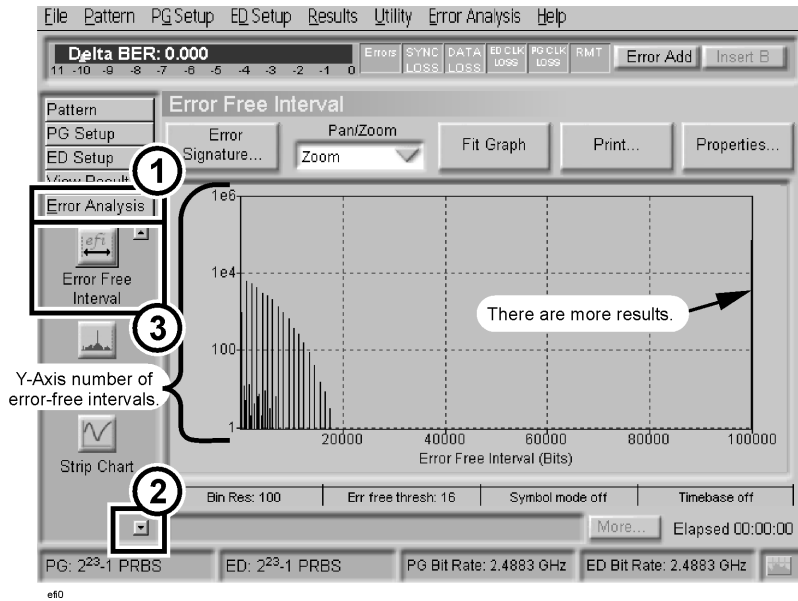 File Pattern PG Setup ED Setup Results Utility Error Analysis Help
Delta BER: 0.000
11 -10 -9 -8 -7 -6 -5 -4 -3 -2 -1 0
Errors
SYNC LOSS
DATA LOSS
ED CLK LOSS
PG CLK LOSS
RMT
Error Add
Insert B
Pattern
PG Setup
ED Setup
View Result
Error Analysis
1
Error Free Interval
Error
Signature...
Pan/Zoom
Zoom
Fit Graph
Print...
Properties...
efi
Error Free
Interval
3
Y-Axis number of
error-free intervals.
Strip Chart
2
1e6
1e4
100
1
There are more results.
20000 40000 60000 80000 100000
Error Free Interval (Bits)
Bin Res: 100
Err free thresh: 16
Symbol mode off
Timebase off
More...
Elapsed 00:00:00
PG: 2²³-1 PRBS
ED: 2²³-1 PRBS
PG Bit Rate: 2.4883 GHz
ED Bit Rate: 2.4883 GHz
efi0